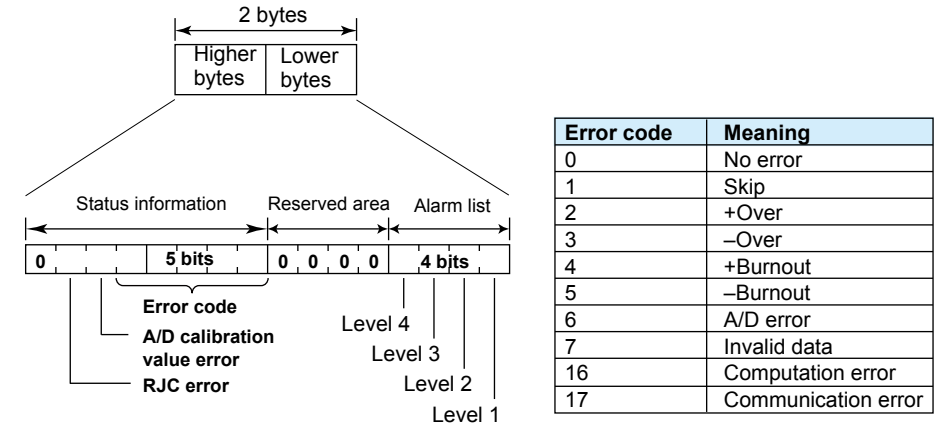 2 bytes
Higher bytes
Lower bytes
Status information
Reserved area
Alarm list
0
5 bits
0 0 0 0
4 bits
Error code
A/D calibration
value error
RJC error
Level 4
Level 3
Level 2
Level 1
Error code Meaning
0 No error
1 Skip
2 +Over
3 –Over
4 +Burnout
5 –Burnout
6 A/D error
7 Invalid data
16 Computation error
17 Communication error